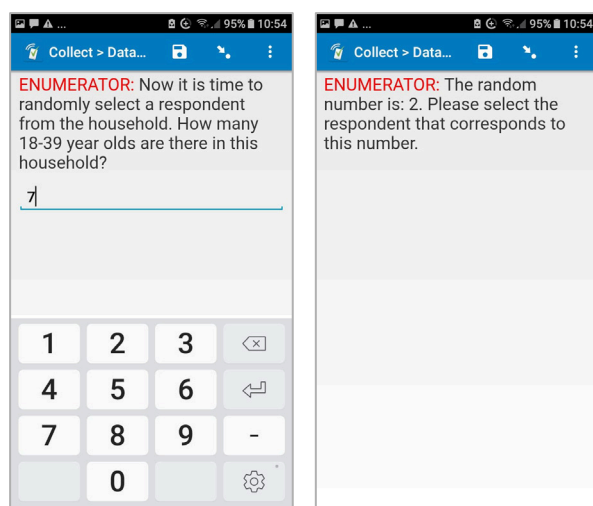 ... 95% 10:54
Collect > Data...
ENUMERATOR: Now it is time to
randomly select a respondent
from the household. How many
18-39 year olds are there in this
household?
7
1 2 3
4 5 6
7 8 9 -
0
... 95% 10:54
Collect > Data...
ENUMERATOR: The random
number is: 2. Please select the
respondent that corresponds to
this number.